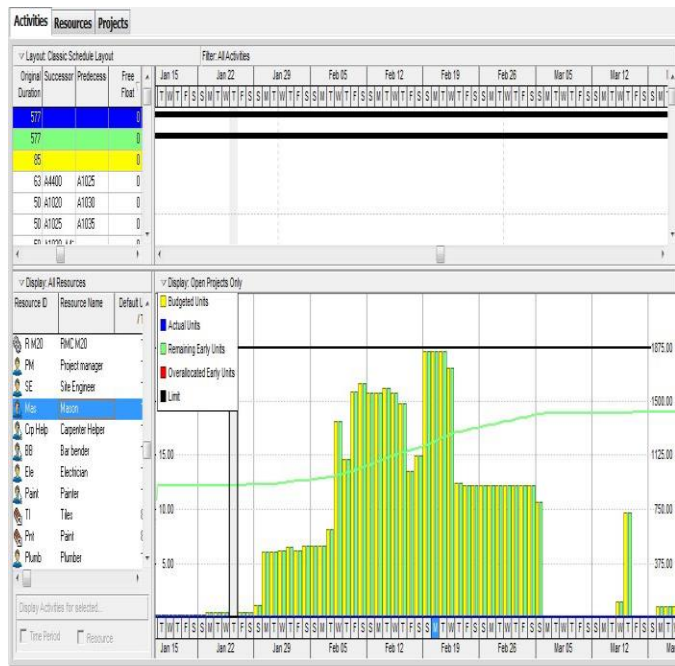 Activities Resources Projects
Layout: Classic Schedule Layout Filter: All Activities
Original Duration Successor Predecess Free Float
Jan 15 Jan 22 Jan 29 Feb 05 Feb 12 Feb 19 Feb 26 Mar 05 Mar 12
T W T F S S M T W T F S S M T W T F S S M T W T F S S M T W T F S S M T W T F S S M T W T F S S M T W T F S S M T W T F S S M T W T F S S M T
577 0
577 0
85 0
63 A4400 A1025 0
50 A1020 A1030 0
50 A1025 A1035 0
Display: All Resources Display: Open Projects Only
Resource ID Resource Name Default U
/T
Budgeted Units
Actual Units
Remaining Early Units
Overallocated Early Units
Limit
R M20 RMC M20
PM Project manager
SE Site Engineer
Mas Mason
Crp Help Carpenter Helper
BB Bar bender
Ele Electrician
Paint Painter
Tl Tiles
Pnt Paint
Plumb Plumber
15.00
10.00
5.00
1875.00
1500.00
1125.00
750.00
375.00
Display Activities for selected...
Time Period Resource
T W T F S S M T W T F S S M T W T F S S M T W T F S S M T W T F S S M T W T F S S M T W T F S S M T W T F S S M T W T F S S M T W T F S S M T
Jan 15 Jan 22 Jan 29 Feb 05 Feb 12 Feb 19 Feb 26 Mar 05 Mar 12 Ma